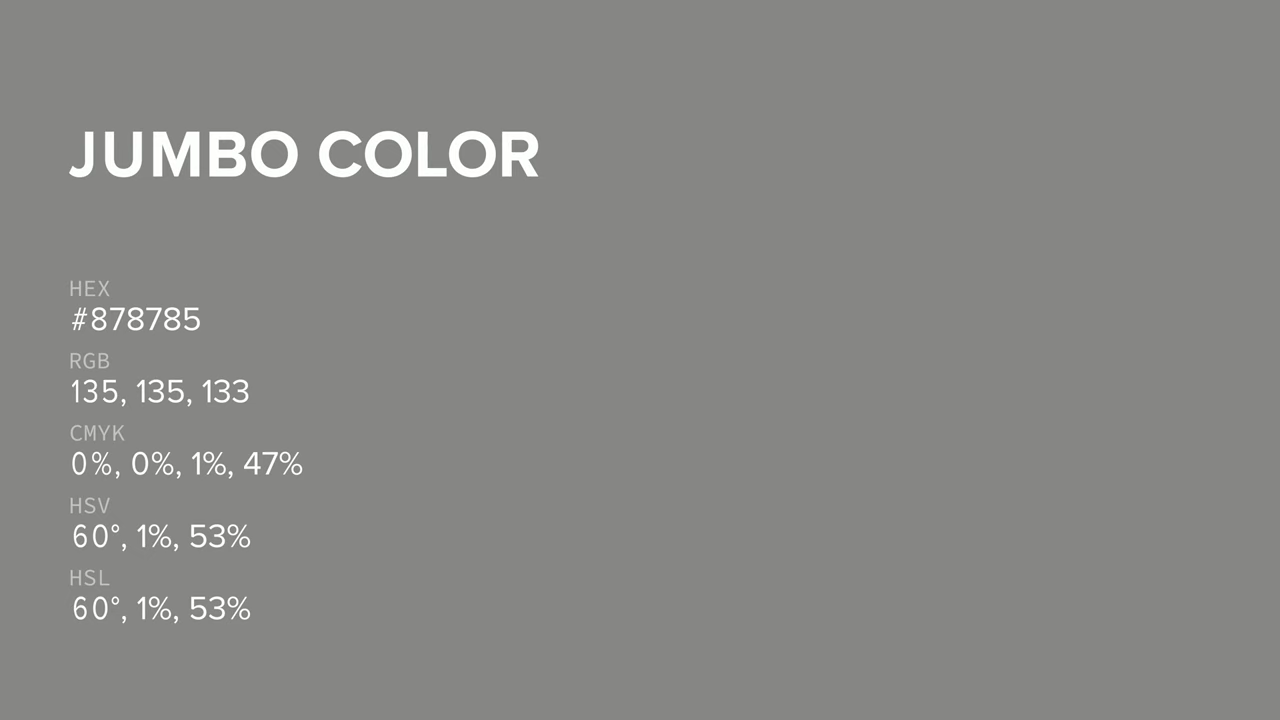 JUMBO COLOR
HEX
#878785
RGB
135, 135, 133
CMYK
0%, 0%, 1%, 47%
HSV
60°, 1%, 53%
HSL
60°, 1%, 53%